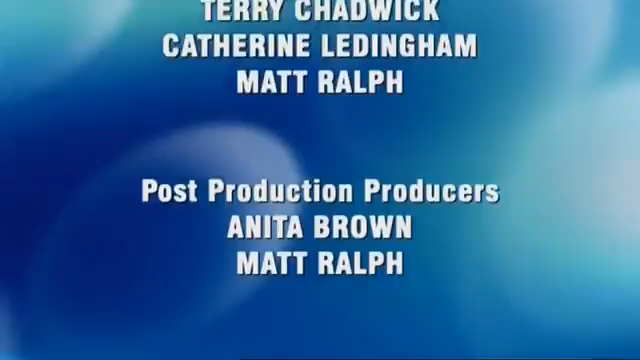 TERRY CHADWICK
CATHERINE LEDINGHAM
MATT RALPH
Post Production Producers
ANITA BROWN
MATT RALPH